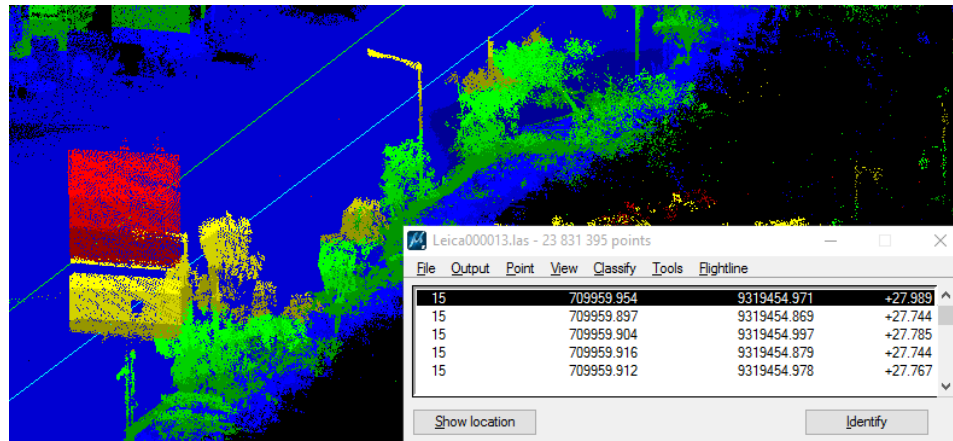 Leica000013.las - 23 831 395 points
File Output Point View Classify Tools Flightline
15 709959.954 9319454.971 +27.989
15 709959.897 9319454.869 +27.744
15 709959.904 9319454.997 +27.785
15 709959.916 9319454.879 +27.744
15 709959.912 9319454.978 +27.767
Show location Identify